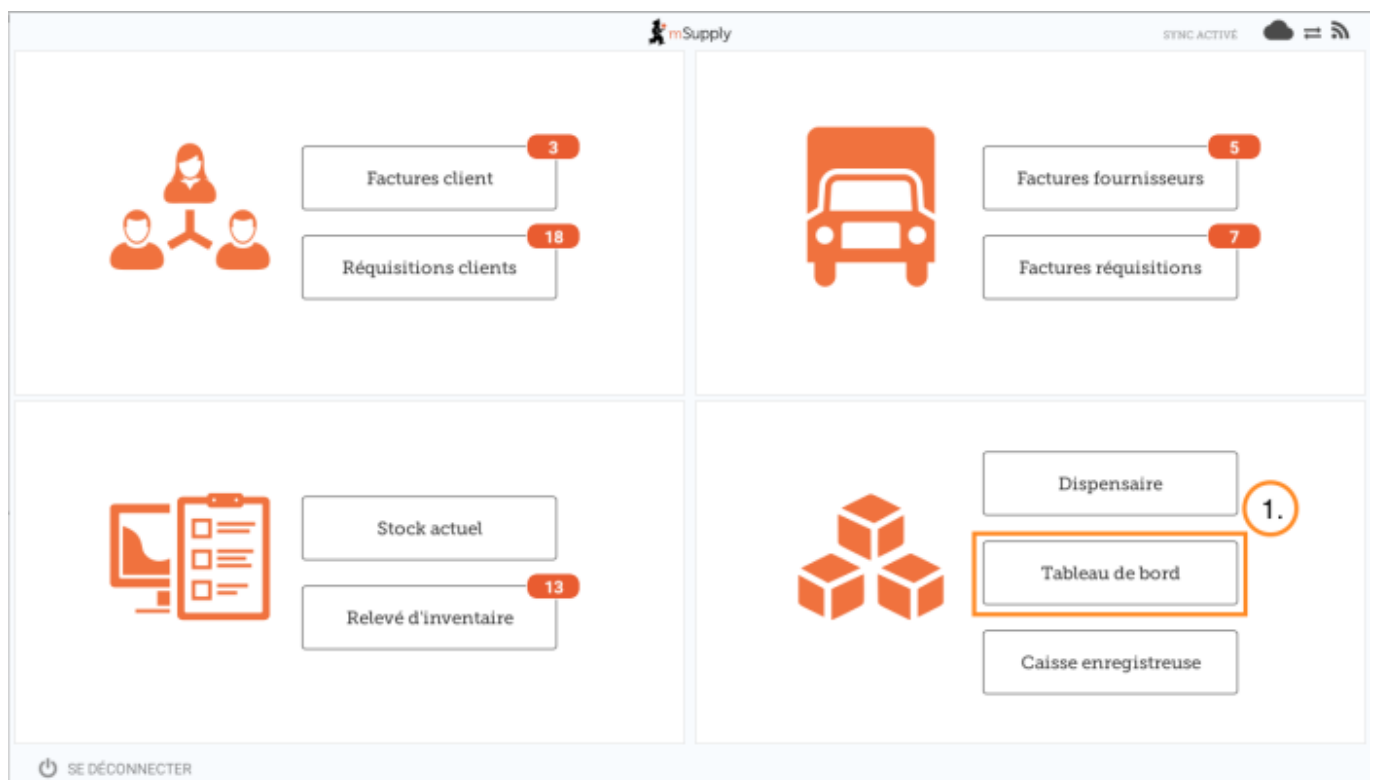 mSupply
SYNC ACTIVÉ
3
Factures client
18
Réquisitions clients
5
Factures fournisseurs
7
Factures réquisitions
Stock actuel
13
Relevé d'inventaire
Dispensaire
1.
Tableau de bord
Caisse enregistreuse
SE DÉCONNECTER